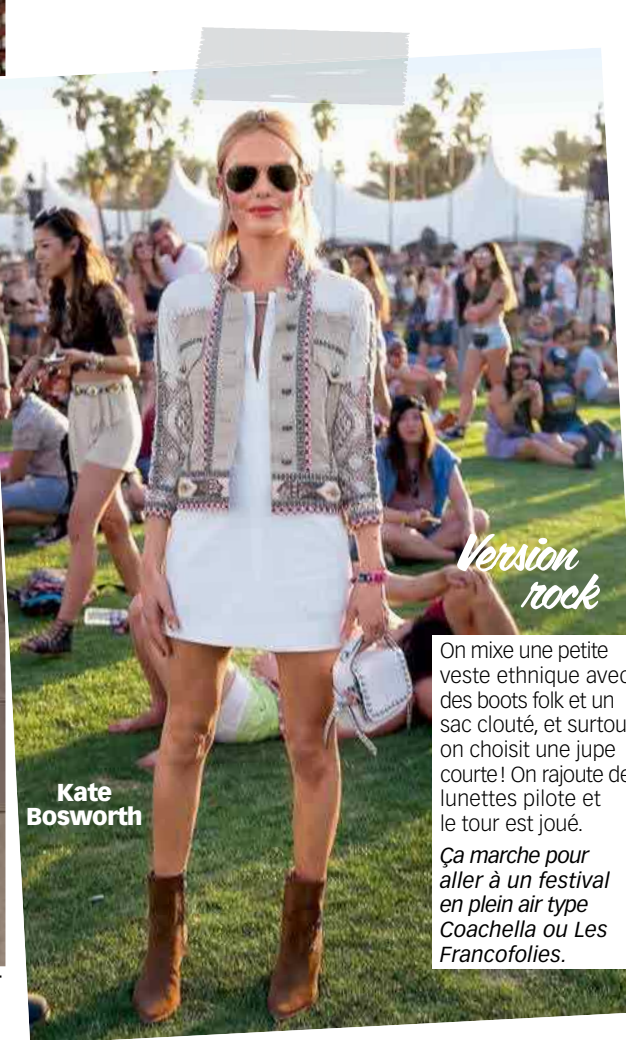 Version
rock
On mixe une petite
veste ethnique avec
des boots folk et un
sac clouté, et surtou
on choisit une jupe
courte ! On rajoute de
lunettes pilote et
le tour est joué.
Ça marche pour
aller à un festival
en plein air type
Coachella ou Les
Francofolies.
Kate
Bosworth